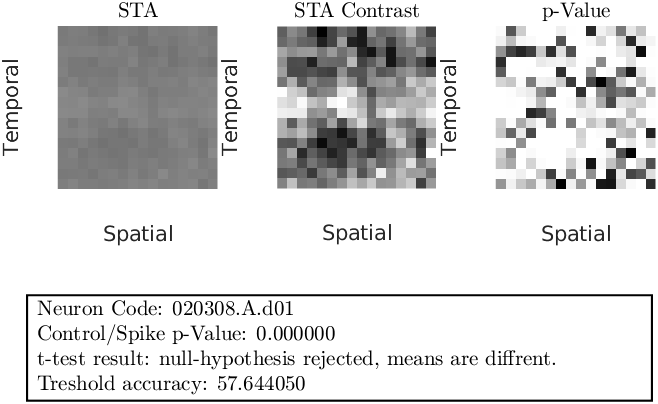 STA
STA Contrast
p-Value
Temporal
Temporal
Temporal
Spatial
Spatial
Spatial
Neuron Code: 020308.A.d01
Control/Spike p-Value: 0.000000
t-test result: null-hypothesis rejected, means are diffrent.
Treshold accuracy: 57.644050